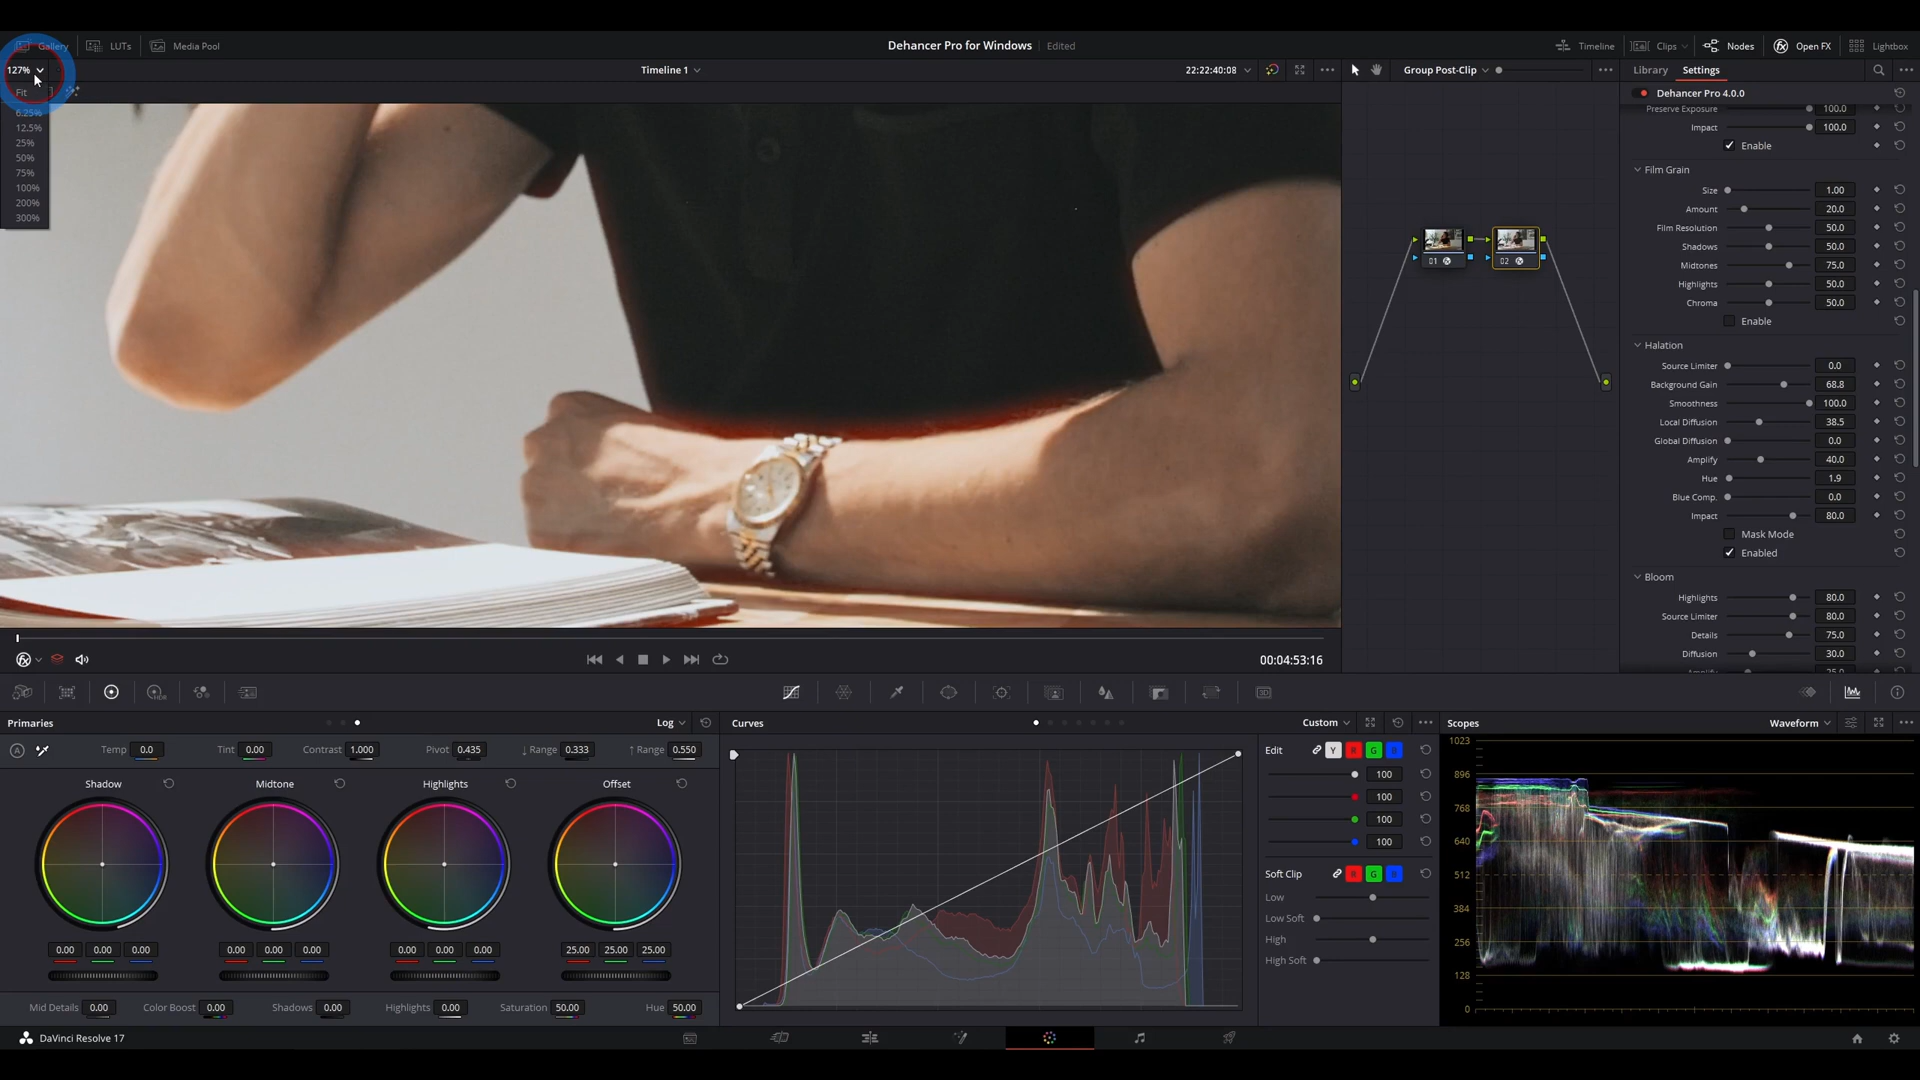 Gallery LUTs Media Pool Dehancer Pro for Windows Edited Timeline Clips Nodes Open FX Lightbox
127% Timeline 1 22:22:40:08 Group Post-Clip Library Settings
Fit
6.25%
12.5%
25%
50%
75%
100%
200%
300%
Dehancer Pro 4.0.0
Preserve Exposure 100.0
Impact 100.0
Enable
Film Grain
Size 1.00
Amount 20.0
Film Resolution 50.0
Shadows 50.0
Midtones 75.0
Highlights 50.0
Chroma 50.0
Enable
01 02
Halation
Source Limiter 0.0
Background Gain 68.8
Smoothness 100.0
Local Diffusion 38.5
Global Diffusion 0.0
Amplify 40.0
Hue 1.9
Blue Comp. 0.0
Impact 80.0
Mask Mode
Enabled
Bloom
Highlights 80.0
Source Limiter 80.0
Details 75.0
Diffusion 30.0
00:04:53:16
Primaries Log
Temp 0.0 Tint 0.00 Contrast 1.000 Pivot 0.435 ↓ Range 0.333 ↑ Range 0.550
Shadow Midtone Highlights Offset
0.00 0.00 0.00 0.00 0.00 0.00 0.00 0.00 0.00 25.00 25.00 25.00
Mid Details 0.00 Color Boost 0.00 Shadows 0.00 Highlights 0.00 Saturation 50.00 Hue 50.00
Curves Custom
Edit Y R G B
100
100
100
100
Soft Clip R G B
Low
Low Soft
High
High Soft
Scopes Waveform
1023
896
768
640
512
384
256
128
0
DaVinci Resolve 17